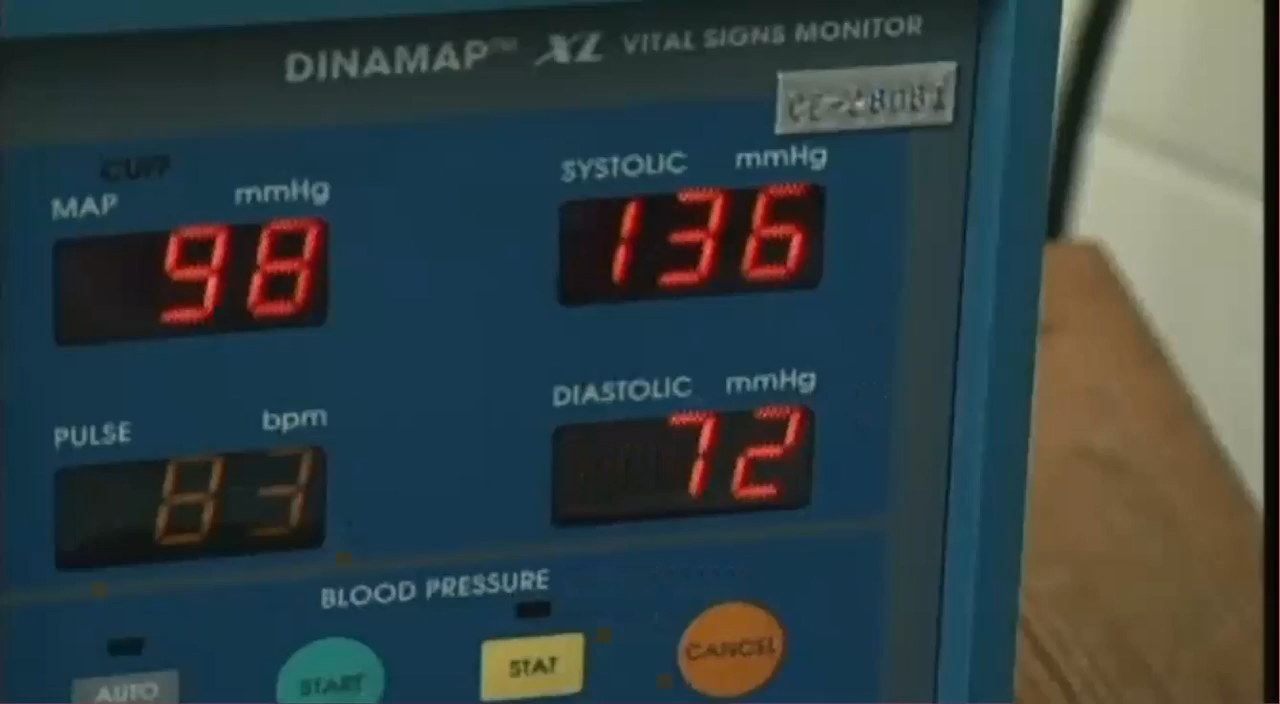 DINAMAP™ XL VITAL SIGNS MONITOR
CUFF
MAP mmHg
98
SYSTOLIC mmHg
136
PULSE bpm
83
DIASTOLIC mmHg
72
BLOOD PRESSURE
AUTO
START
STAT
CANCEL